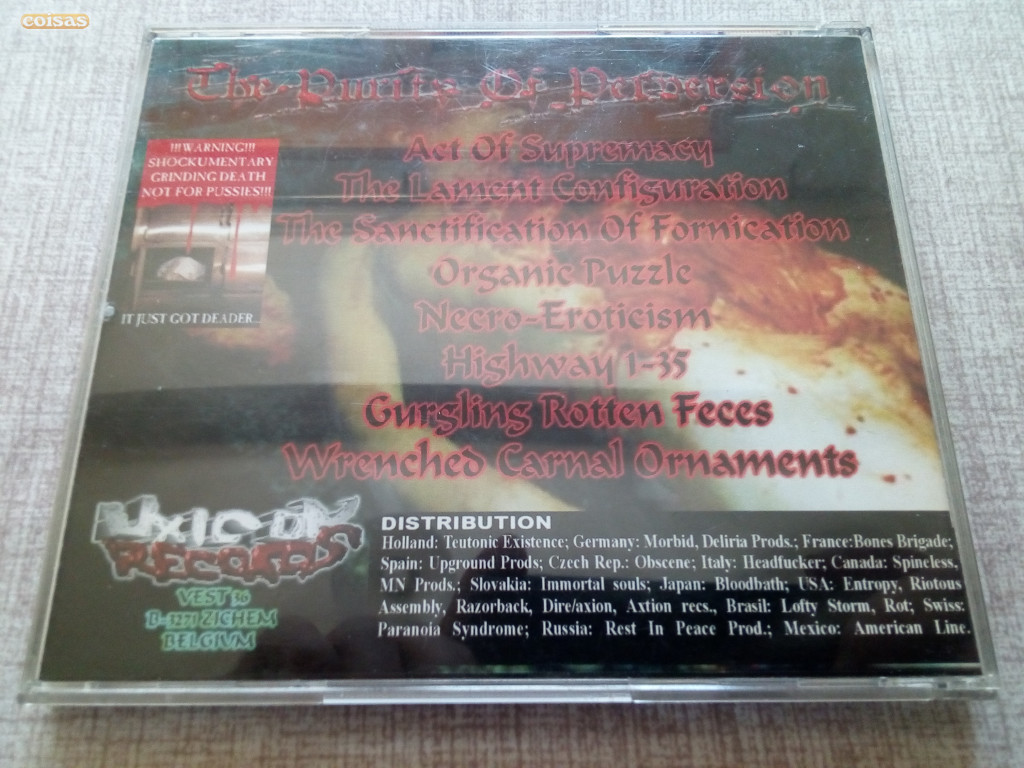 coisas
The Purity Of Perversion
!!!WARNING!!!
SHOCKUMENTARY
GRINDING DEATH
NOT FOR PUSSIES!!!
IT JUST GOT DEADER...
Act Of Supremacy
The Lament Configuration
The Sanctification Of Fornication
Organic Puzzle
Necro-Eroticism
Highway 1-35
Gurgling Rotten Feces
Wrenched Carnal Ornaments
UXICON
RECORDS
VEST 36
B-3271 ZICHEM
BELGIUM
DISTRIBUTION
Holland: Teutonic Existence; Germany: Morbid, Deliria Prods.; France:Bones Brigade;
Spain: Upground Prods; Czech Rep.: Obscene; Italy: Headfucker; Canada: Spineless,
MN Prods.; Slovakia: Immortal souls; Japan: Bloodbath; USA: Entropy, Riotous
Assembly, Razorback, Dire/axion, Axtion recs., Brasil: Lofty Storm, Rot; Swiss:
Paranoia Syndrome; Russia: Rest In Peace Prod.; Mexico: American Line.